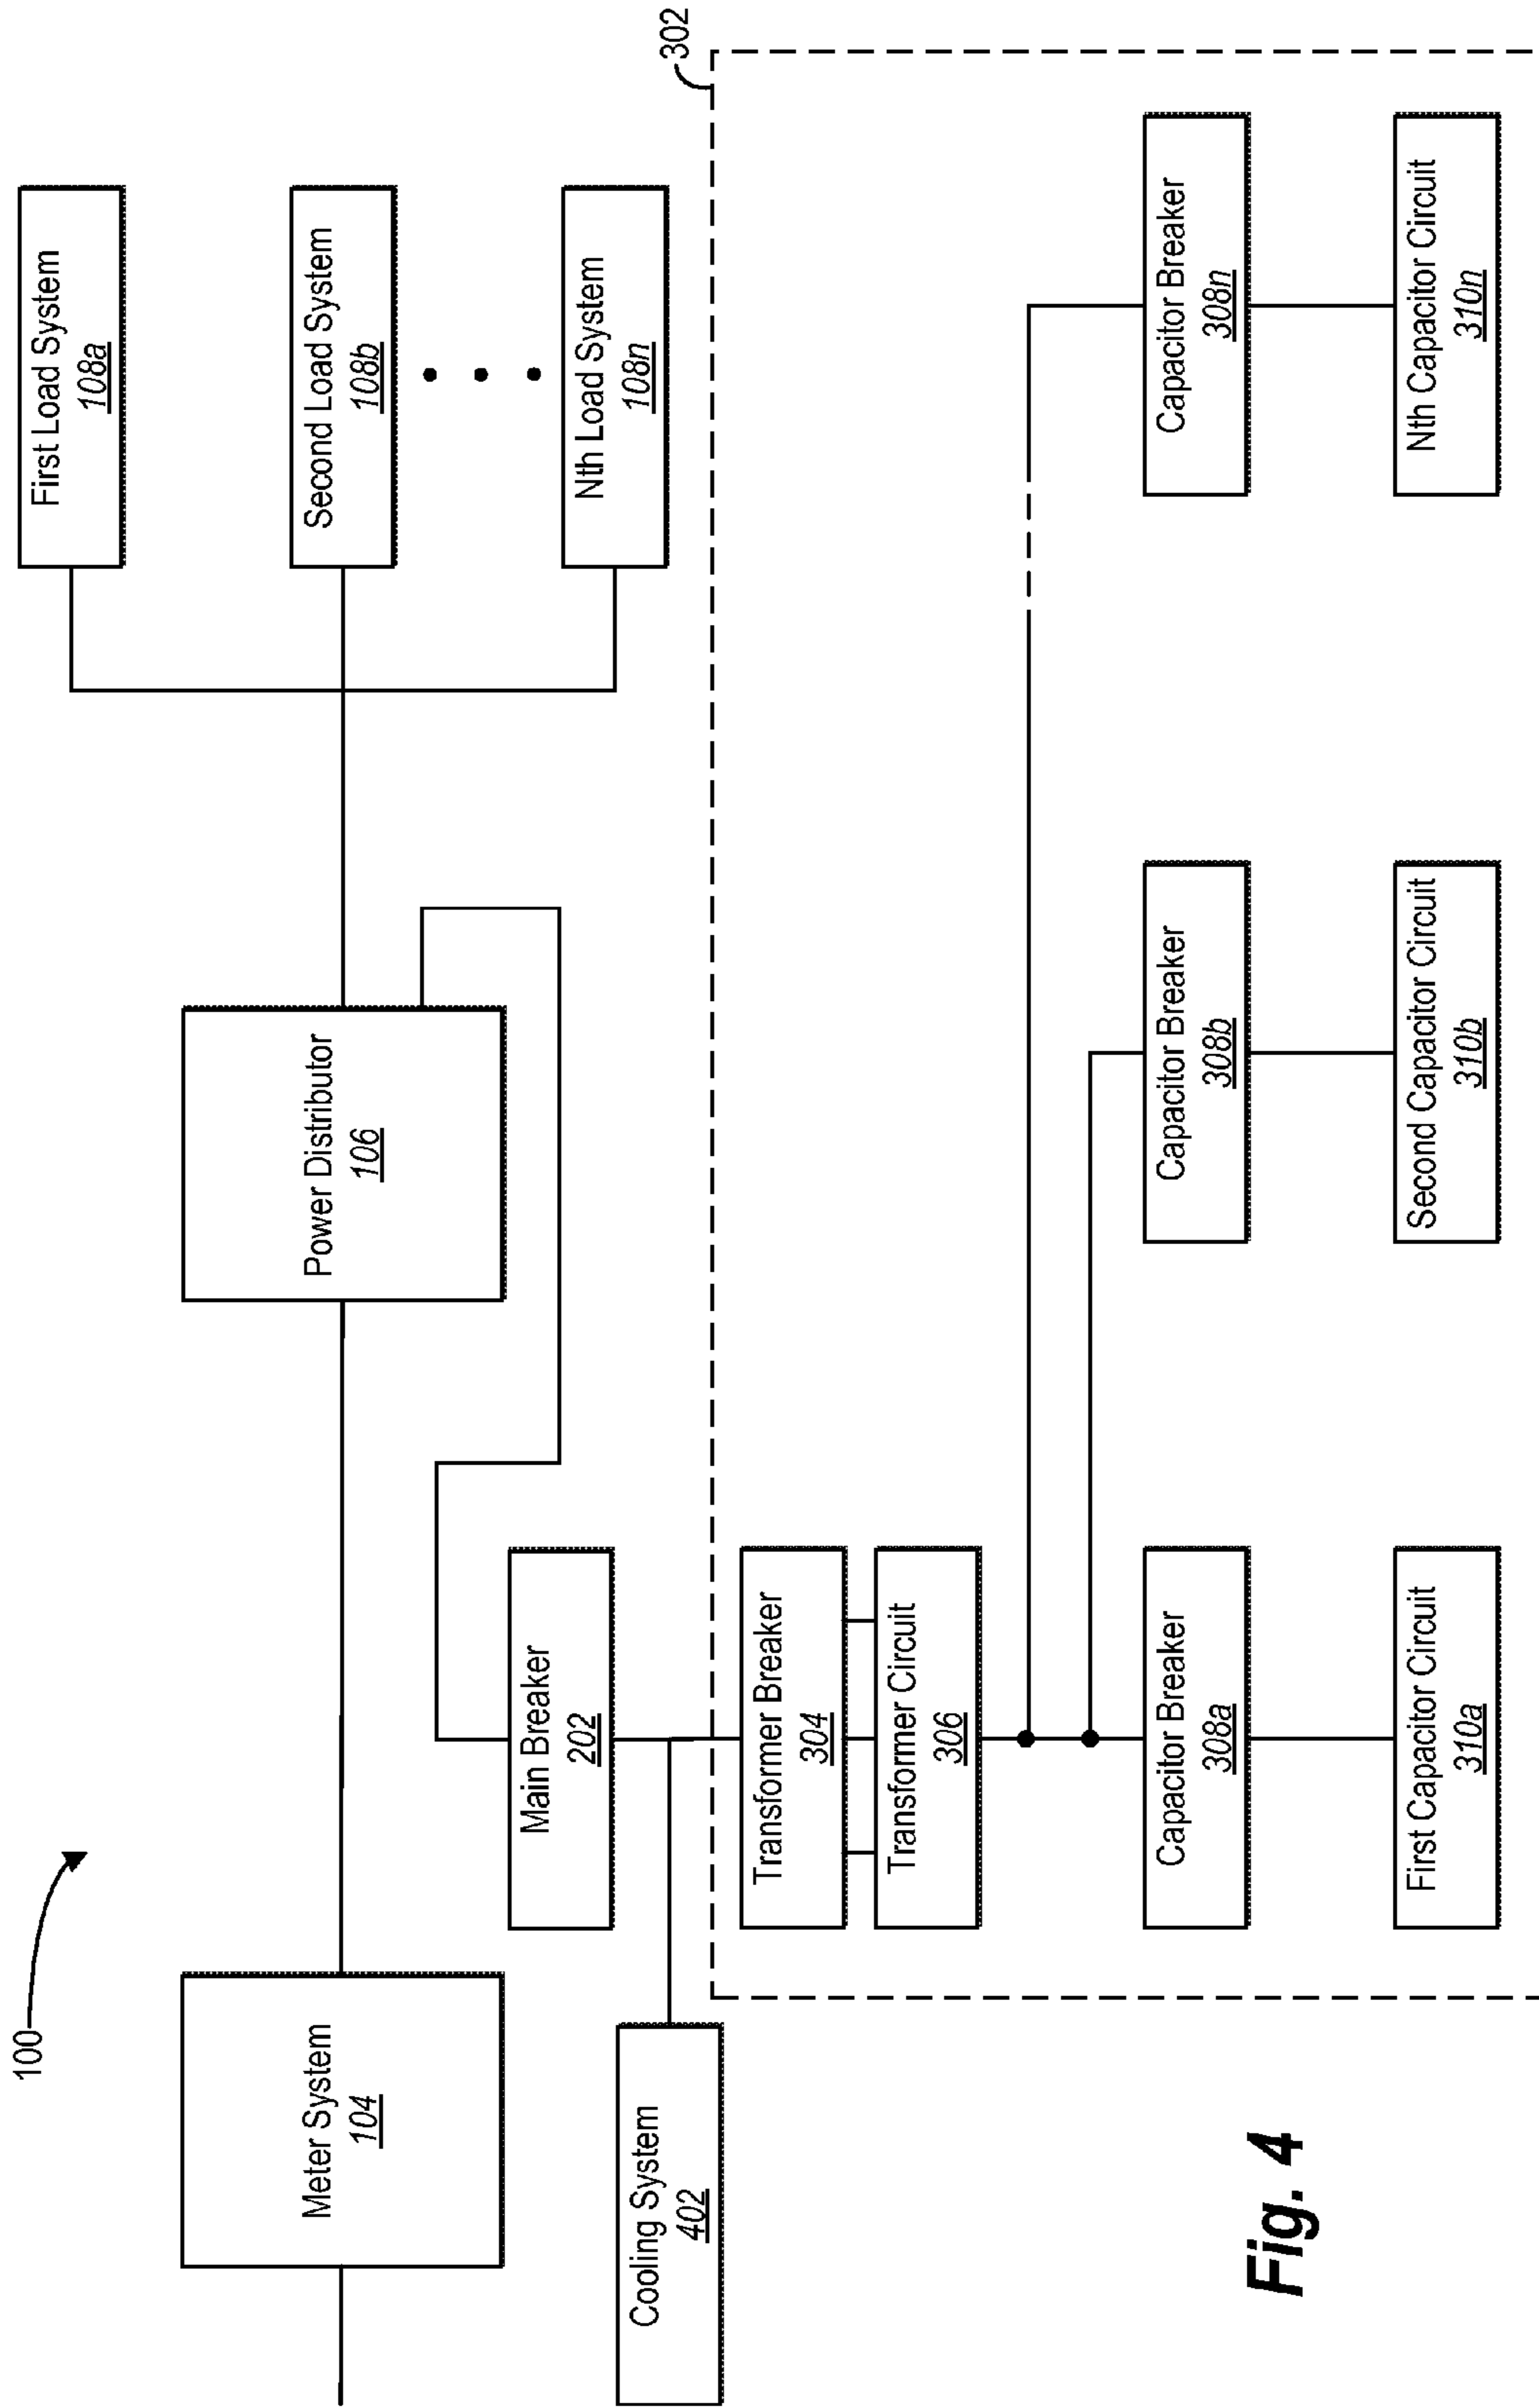 100
Meter System
104
Power Distributor
106
First Load System
108a
Second Load System
108b
Nth Load System
108n
Main Breaker
202
Cooling System
402
302
Transformer Breaker
304
Transformer Circuit
306
Capacitor Breaker
308a
Capacitor Breaker
308b
Capacitor Breaker
308n
First Capacitor Circuit
310a
Second Capacitor Circuit
310b
Nth Capacitor Circuit
310n
Fig. 4